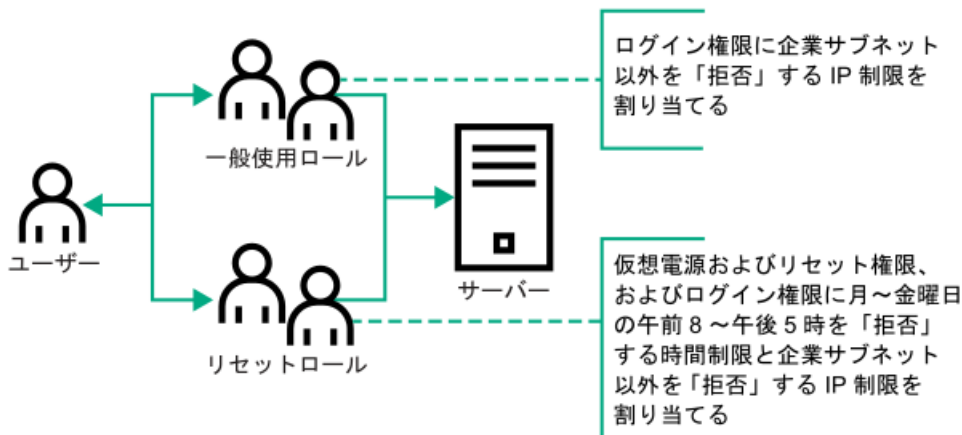 ログイン権限に企業サブネット
以外を「拒否」する IP 制限を
割り当てる
一般使用ロール
ユーザー
サーバー
リセットロール
仮想電源およびリセット権限、
およびログイン権限に月～金曜日
の午前 8 ～午後 5 時を「拒否」
する時間制限と企業サブネット
以外を「拒否」する IP 制限を
割り当てる